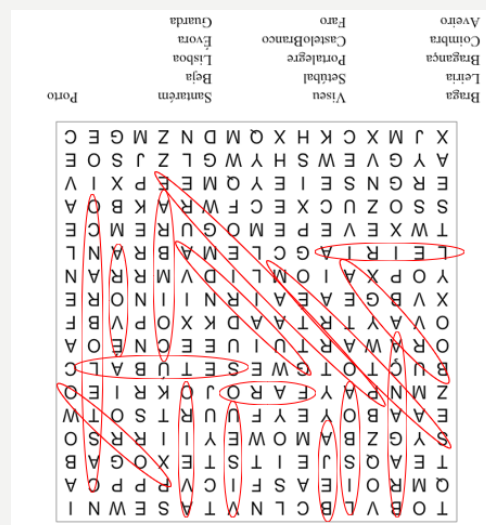 T O B V L B C L N V T A S E W N I
Q M R O I E A S F I C V R P P C A
T E A Q S J E I T S T E X O G A B
S Y G Z B A M O W E Y I I R R S O
E A A B O Y E Y F U U R T S O T W
Z M N P A Y F A R O J O K R I E O
B U Ç T O T G W E S E T Ú B A L C
O R A W A R T U I U E E C N É O A
O V A Y T R T A A D K X O P V B F
X V B G E A E A I R N I I N O R E
Y O P X A I O M L I D V M R R A N
L E I R I A G C L E M A B R A N L
T W X E V E P E M O G U R E M C E
S S O Z U C X E C F W R A K B O A
E R G N S E I E Y Q M E E P X I V
A Y G V E W S H Y W G L Z J S O E
X J M X C K H X Q M D N Z M G E C
Braga Viseu Santarém Porto
Leiria Setúbal Beja
Bragança Portalegre Lisboa
Coimbra CasteloBranco Évora
Aveiro Faro Guarda